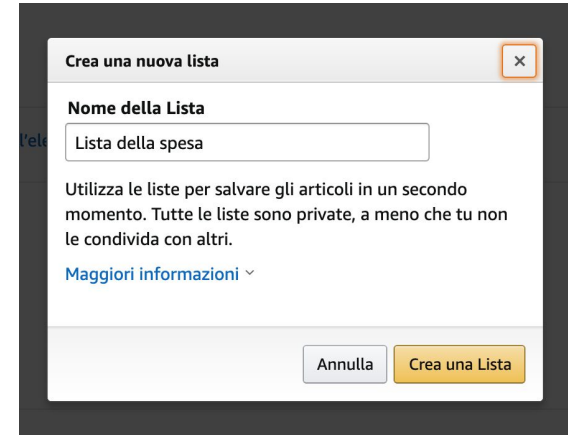 Crea una nuova lista
Nome della Lista
l'ele
Lista della spesa
Utilizza le liste per salvare gli articoli in un secondo
momento. Tutte le liste sono private, a meno che tu non
le condivida con altri.
Maggiori informazioni
Annulla
Crea una Lista